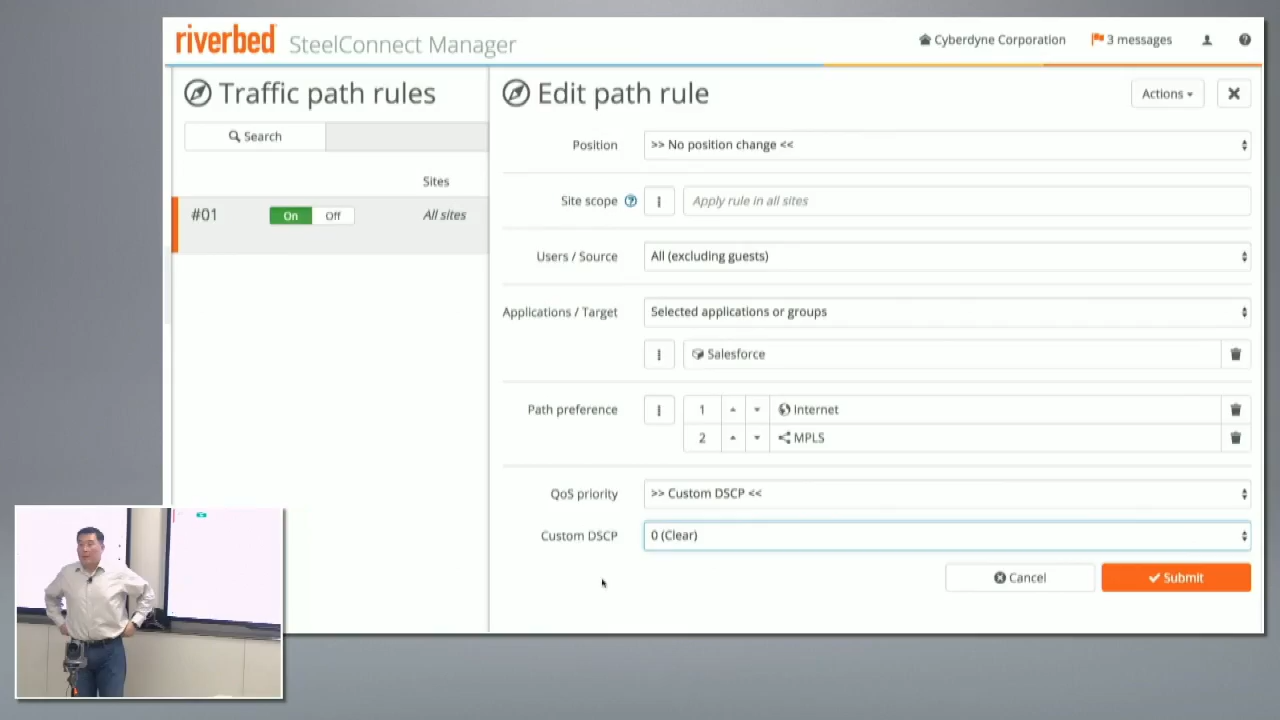 riverbed SteelConnect Manager
Cyberdyne Corporation 3 messages
Traffic path rules
Search
Sites
#01 On Off All sites
Edit path rule
Actions
Position >> No position change <<
Site scope Apply rule in all sites
Users / Source All (excluding guests)
Applications / Target Selected applications or groups
Salesforce
Path preference 1 Internet
2 MPLS
QoS priority >> Custom DSCP <<
Custom DSCP 0 (Clear)
Cancel Submit